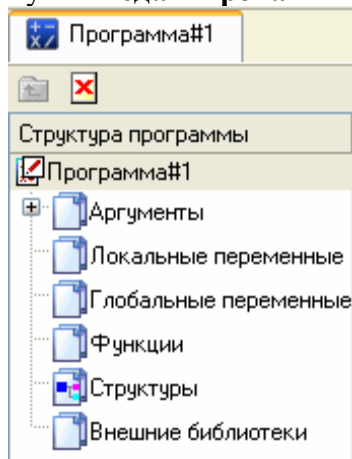 Программа#1
Структура программы
Программа#1
Аргументы
Локальные переменные
Глобальные переменные
Функции
Структуры
Внешние библиотеки